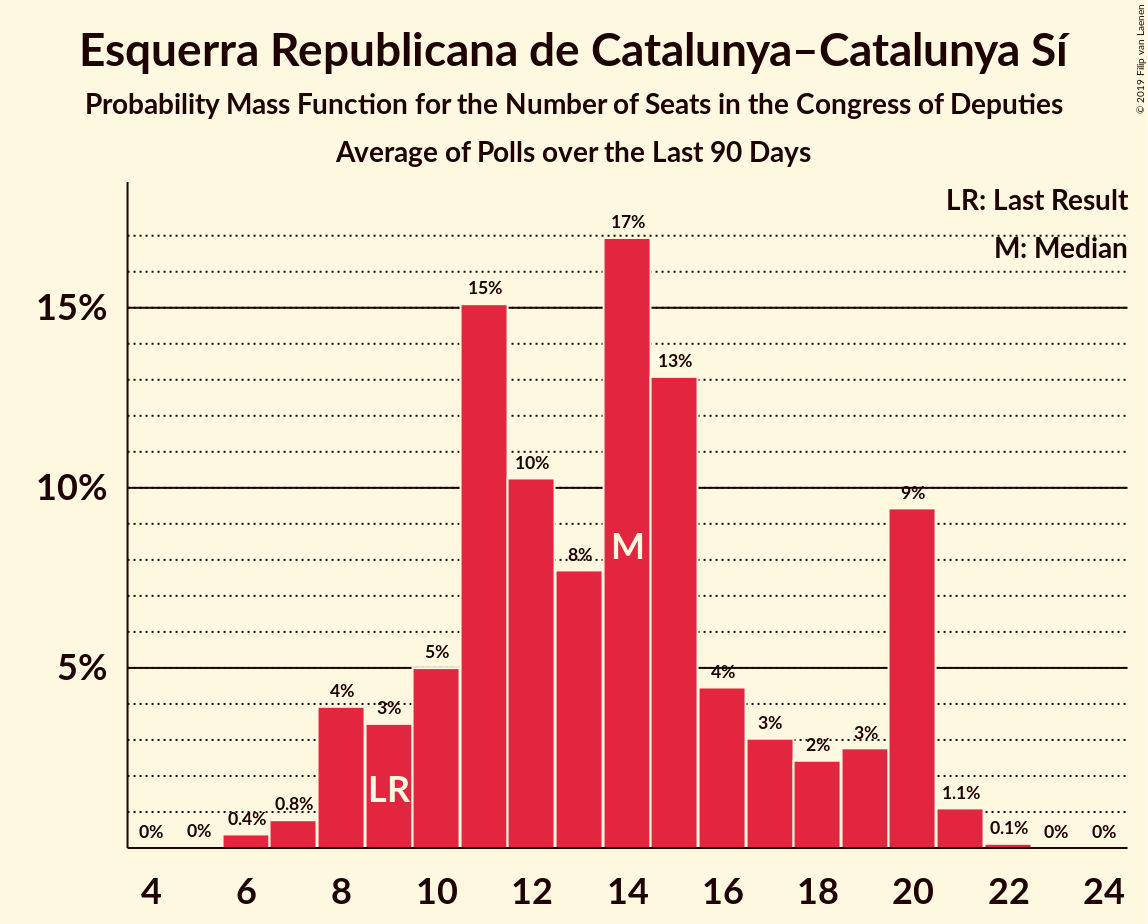 Esquerra Republicana de Catalunya–Catalunya Sí
Probability Mass Function for the Number of Seats in the Congress of Deputies
Average of Polls over the Last 90 Days
© 2019 Filip van Laenen
LR: Last Result
M: Median
15%
10%
5%
0%
0%
0.4%
0.8%
4%
3%
5%
15%
10%
8%
17%
13%
4%
3%
2%
3%
9%
1.1%
0.1%
0%
0%
LR
M
4 6 8 10 12 14 16 18 20 22 24